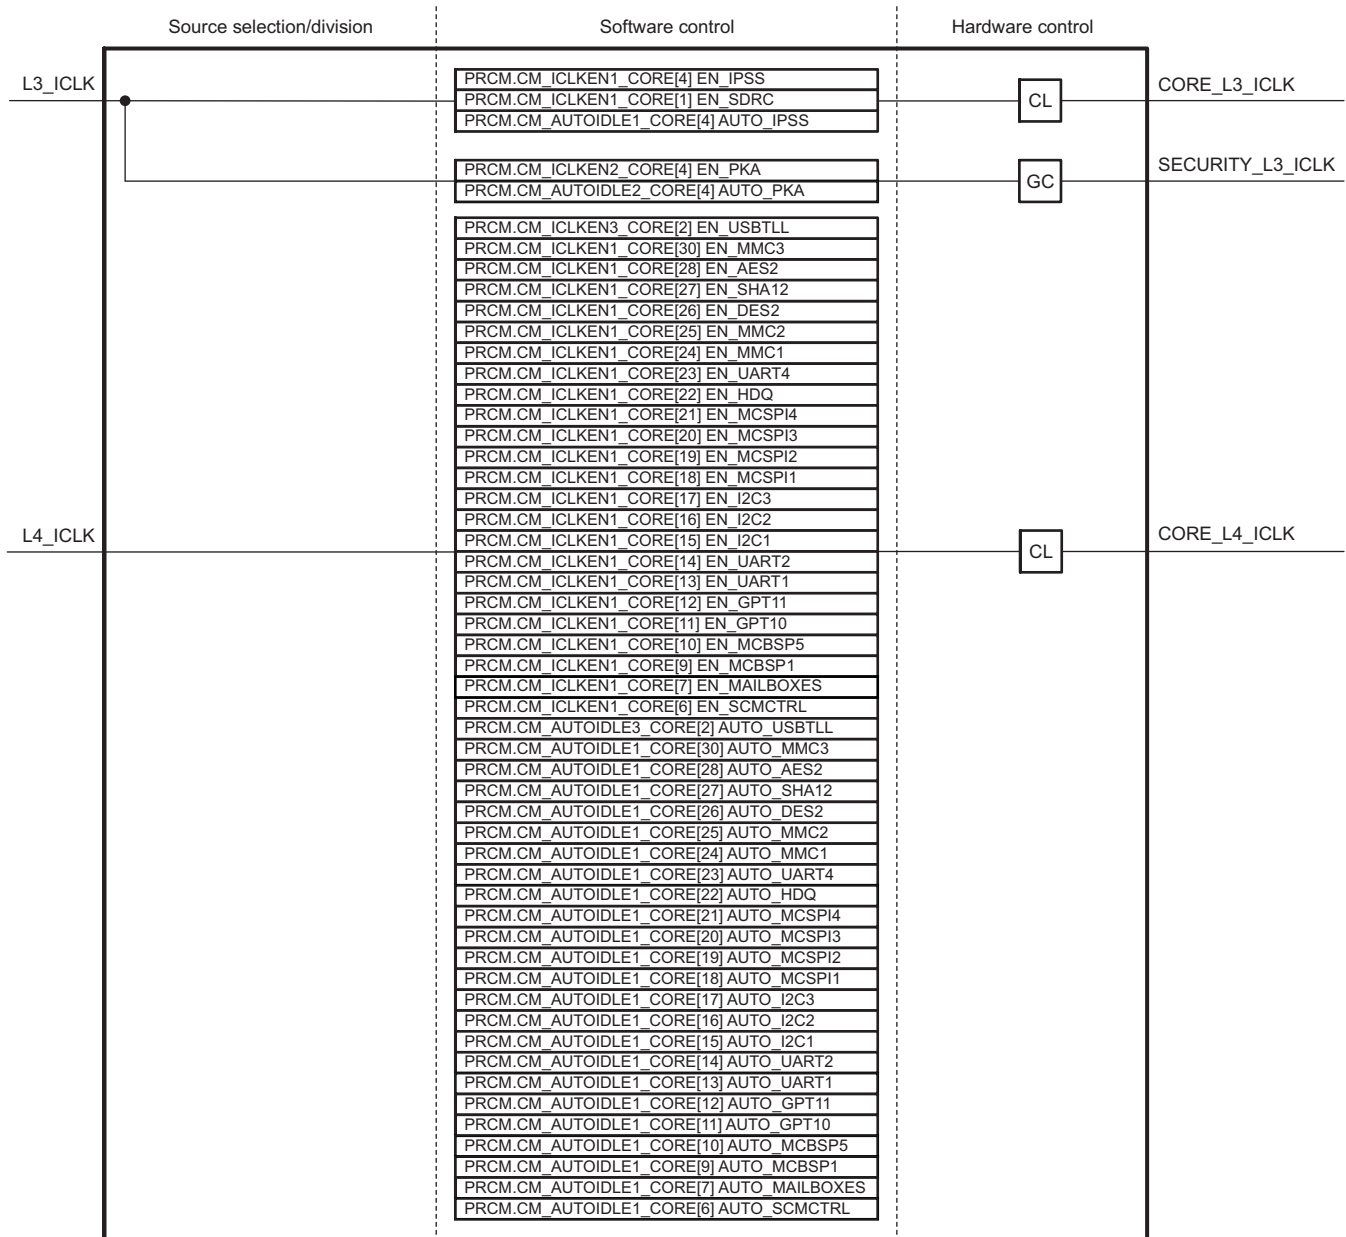 Source selection/division
Software control
Hardware control
L3_ICLK
PRCM.CM_ICLKEN1_CORE[4] EN_IPSS
PRCM.CM_ICLKEN1_CORE[1] EN_SDRC
PRCM.CM_AUTOIDLE1_CORE[4] AUTO_IPSS
CL
CORE_L3_ICLK
PRCM.CM_ICLKEN2_CORE[4] EN_PKA
PRCM.CM_AUTOIDLE2_CORE[4] AUTO_PKA
GC
SECURITY_L3_ICLK
PRCM.CM_ICLKEN3_CORE[2] EN_USBTLL
PRCM.CM_ICLKEN1_CORE[30] EN_MMC3
PRCM.CM_ICLKEN1_CORE[28] EN_AES2
PRCM.CM_ICLKEN1_CORE[27] EN_SHA12
PRCM.CM_ICLKEN1_CORE[26] EN_DES2
PRCM.CM_ICLKEN1_CORE[25] EN_MMC2
PRCM.CM_ICLKEN1_CORE[24] EN_MMC1
PRCM.CM_ICLKEN1_CORE[23] EN_UART4
PRCM.CM_ICLKEN1_CORE[22] EN_HDQ
PRCM.CM_ICLKEN1_CORE[21] EN_MCSPI4
PRCM.CM_ICLKEN1_CORE[20] EN_MCSPI3
PRCM.CM_ICLKEN1_CORE[19] EN_MCSPI2
PRCM.CM_ICLKEN1_CORE[18] EN_MCSPI1
PRCM.CM_ICLKEN1_CORE[17] EN_I2C3
PRCM.CM_ICLKEN1_CORE[16] EN_I2C2
L4_ICLK
PRCM.CM_ICLKEN1_CORE[15] EN_I2C1
CL
CORE_L4_ICLK
PRCM.CM_ICLKEN1_CORE[14] EN_UART2
PRCM.CM_ICLKEN1_CORE[13] EN_UART1
PRCM.CM_ICLKEN1_CORE[12] EN_GPT11
PRCM.CM_ICLKEN1_CORE[11] EN_GPT10
PRCM.CM_ICLKEN1_CORE[10] EN_MCBSP5
PRCM.CM_ICLKEN1_CORE[9] EN_MCBSP1
PRCM.CM_ICLKEN1_CORE[7] EN_MAILBOXES
PRCM.CM_ICLKEN1_CORE[6] EN_SCMCTRL
PRCM.CM_AUTOIDLE3_CORE[2] AUTO_USBTLL
PRCM.CM_AUTOIDLE1_CORE[30] AUTO_MMC3
PRCM.CM_AUTOIDLE1_CORE[28] AUTO_AES2
PRCM.CM_AUTOIDLE1_CORE[27] AUTO_SHA12
PRCM.CM_AUTOIDLE1_CORE[26] AUTO_DES2
PRCM.CM_AUTOIDLE1_CORE[25] AUTO_MMC2
PRCM.CM_AUTOIDLE1_CORE[24] AUTO_MMC1
PRCM.CM_AUTOIDLE1_CORE[23] AUTO_UART4
PRCM.CM_AUTOIDLE1_CORE[22] AUTO_HDQ
PRCM.CM_AUTOIDLE1_CORE[21] AUTO_MCSPI4
PRCM.CM_AUTOIDLE1_CORE[20] AUTO_MCSPI3
PRCM.CM_AUTOIDLE1_CORE[19] AUTO_MCSPI2
PRCM.CM_AUTOIDLE1_CORE[18] AUTO_MCSPI1
PRCM.CM_AUTOIDLE1_CORE[17] AUTO_I2C3
PRCM.CM_AUTOIDLE1_CORE[16] AUTO_I2C2
PRCM.CM_AUTOIDLE1_CORE[15] AUTO_I2C1
PRCM.CM_AUTOIDLE1_CORE[14] AUTO_UART2
PRCM.CM_AUTOIDLE1_CORE[13] AUTO_UART1
PRCM.CM_AUTOIDLE1_CORE[12] AUTO_GPT11
PRCM.CM_AUTOIDLE1_CORE[11] AUTO_GPT10
PRCM.CM_AUTOIDLE1_CORE[10] AUTO_MCBSP5
PRCM.CM_AUTOIDLE1_CORE[9] AUTO_MCBSP1
PRCM.CM_AUTOIDLE1_CORE[7] AUTO_MAILBOXES
PRCM.CM_AUTOIDLE1_CORE[6] AUTO_SCMCTRL